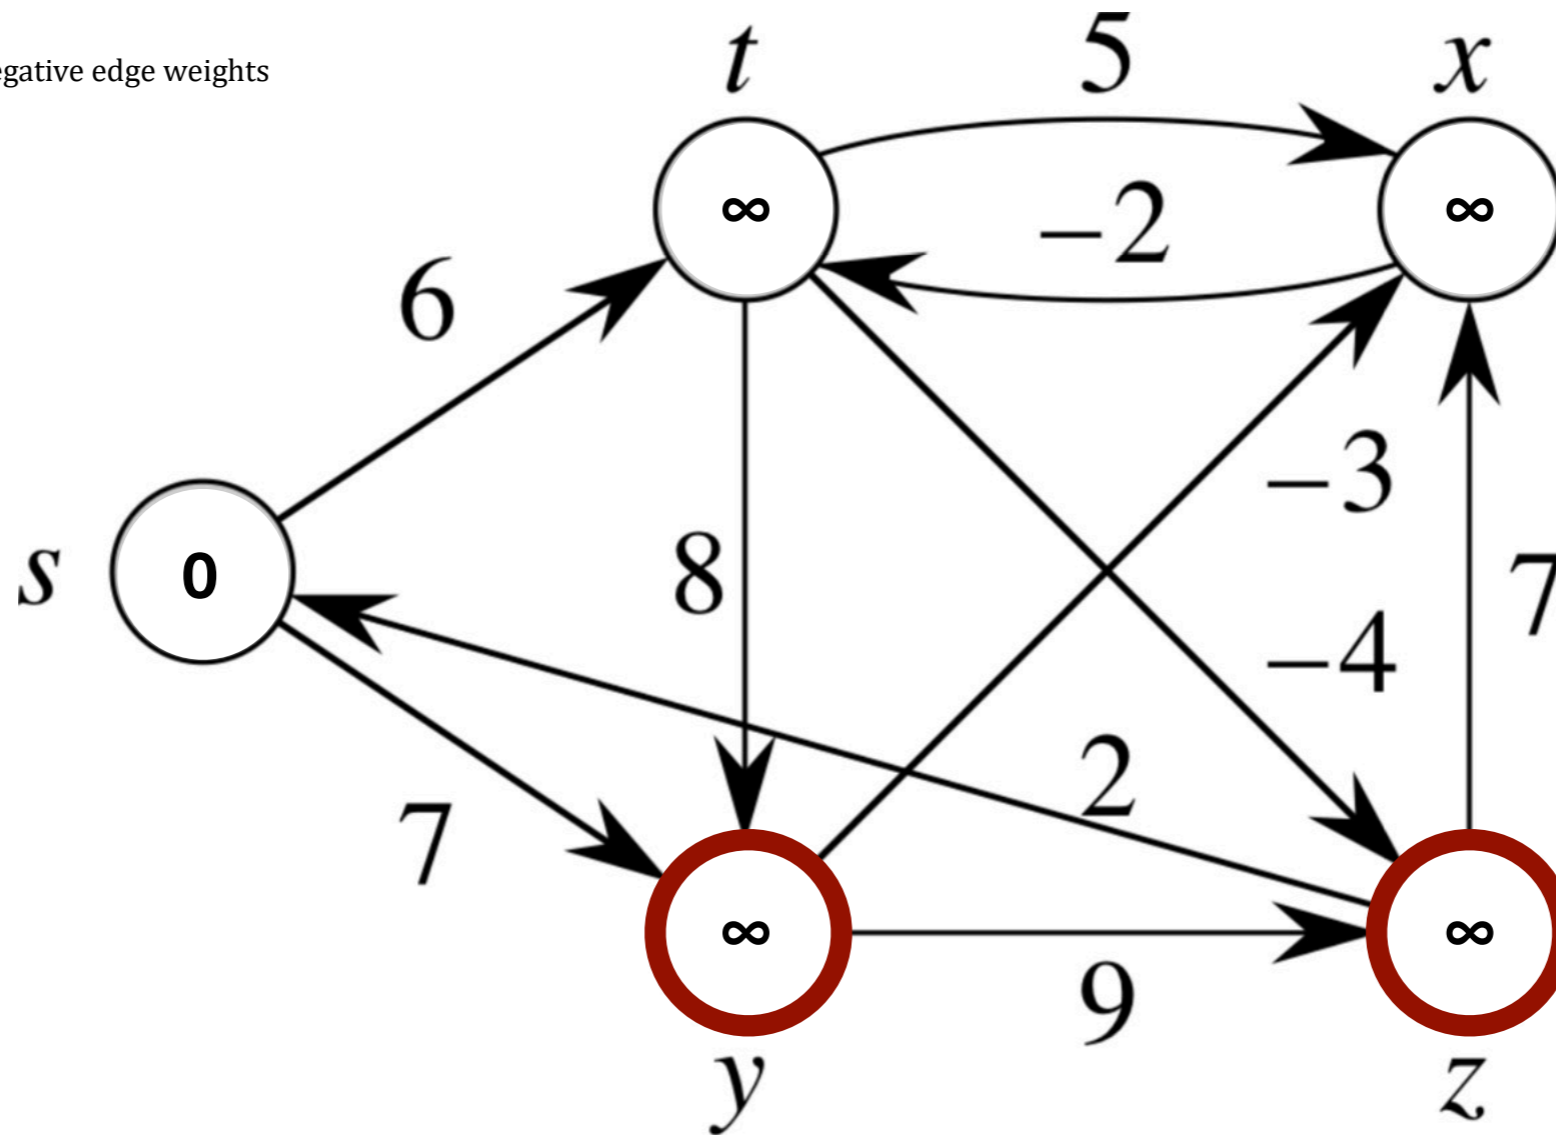 t 5 x
egative edge weights
∞ −2 ∞
6
−3
s 0 8 7
−4
2
7
∞ 9 ∞
y z